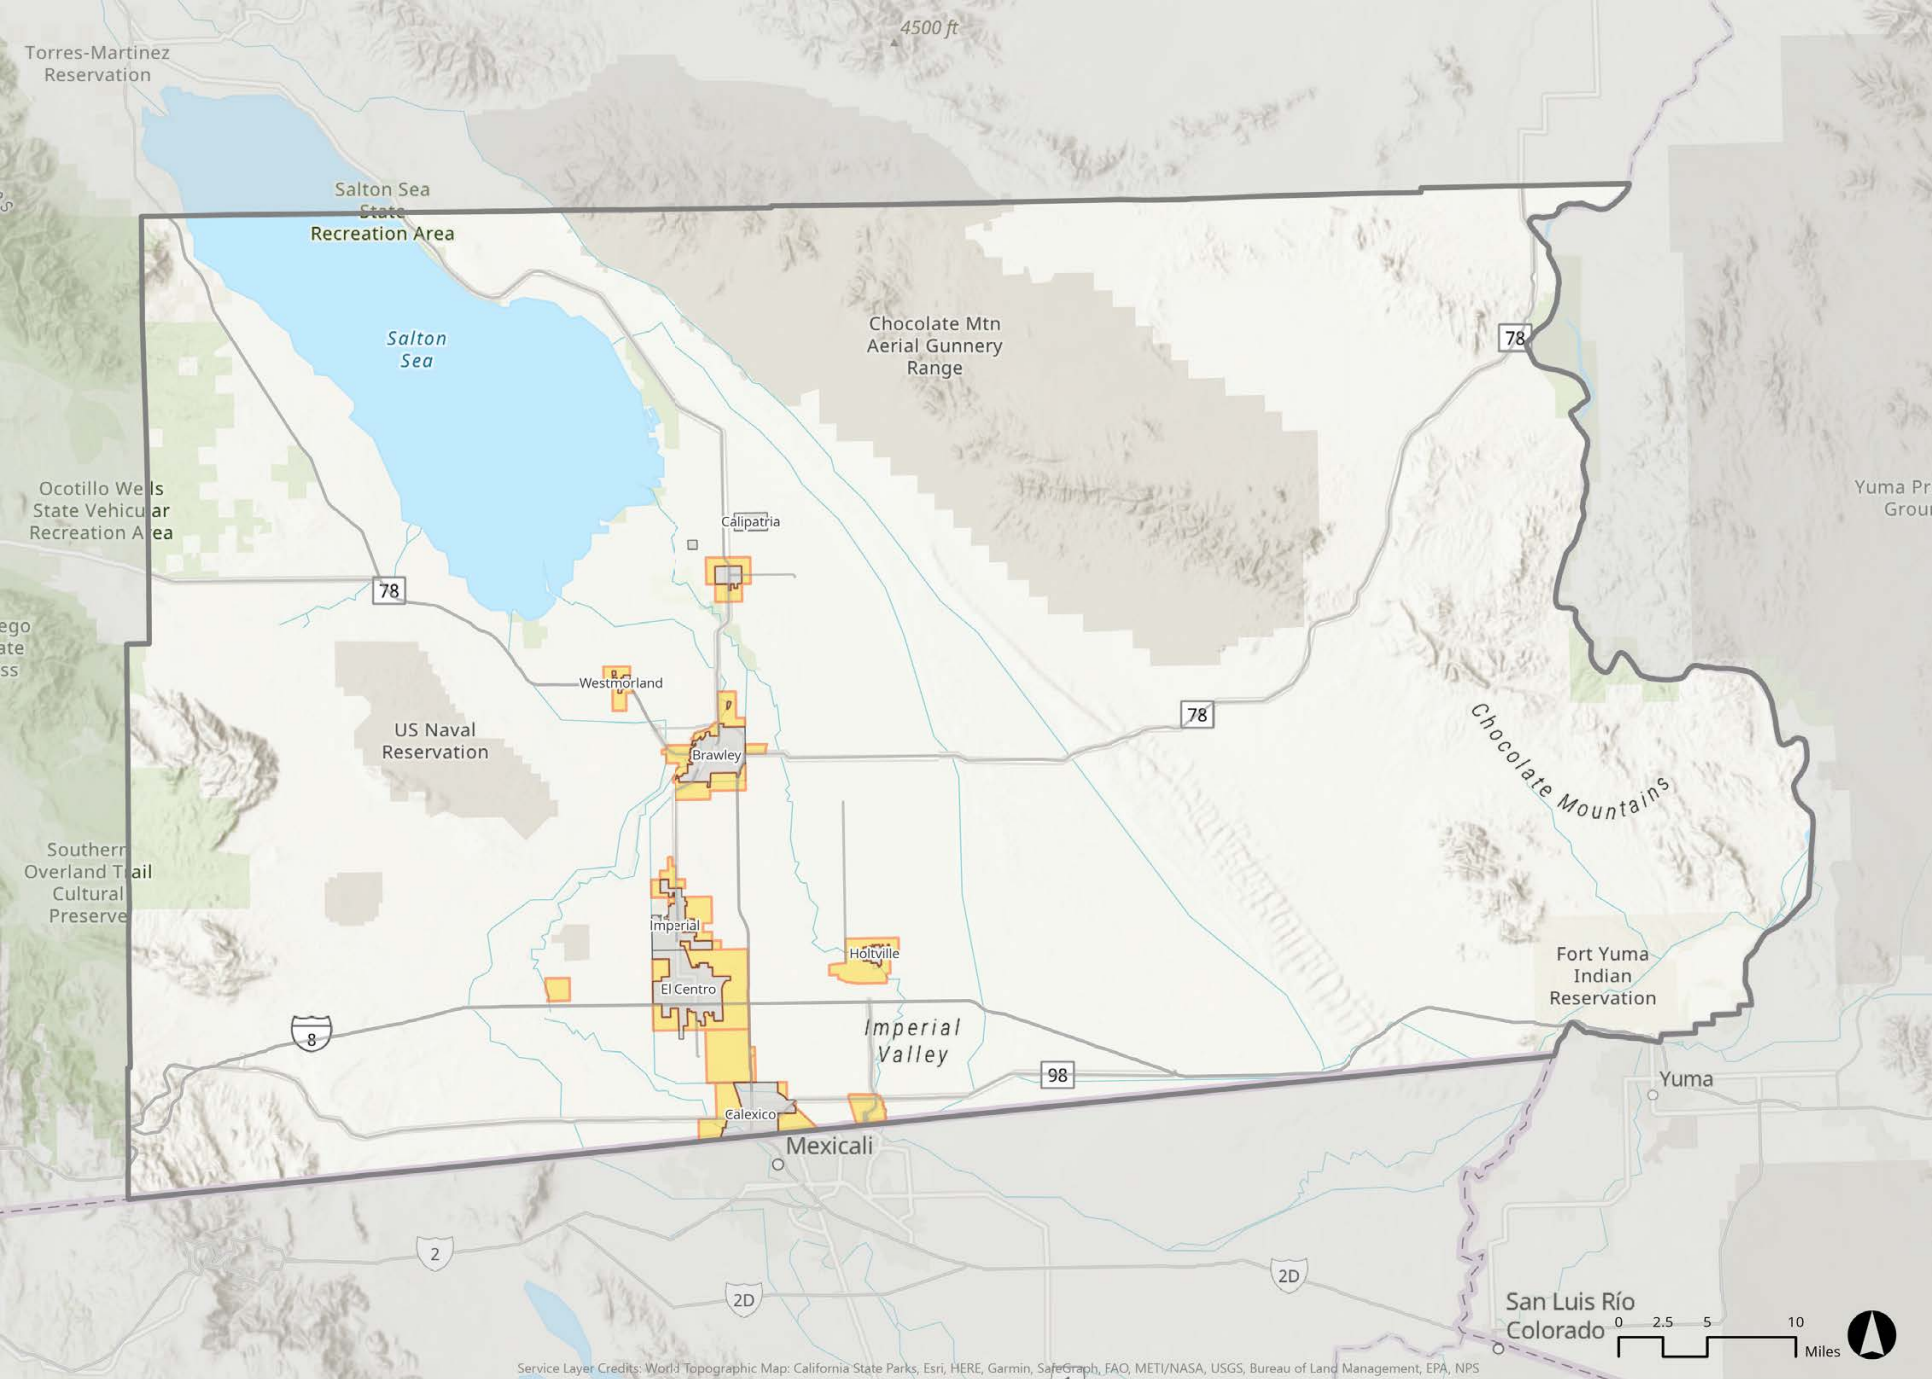 4500 ft
Torres-Martinez
Reservation
Salton Sea
State
Recreation Area
Salton
Sea
Chocolate Mtn
Aerial Gunnery
Range
78
Ocotillo Wells
State Vehicular
Recreation Area
Yuma Pr
Grou
Calipatria
78
ego
ate
ss
Westmorland
78
US Naval
Reservation
Brawley
Chocolate Mountains
Southern
Overland Trail
Cultural
Preserve
Imperial
Holtville
El Centro
Fort Yuma
Indian
Reservation
8
Imperial
Valley
98
Yuma
Calexico
Mexicali
2
2D
2D
San Luis Río
Colorado
0 2.5 5 10
Miles
Service Layer Credits: World Topographic Map: California State Parks, Esri, HERE, Garmin, SafeGraph, FAO, METI/NASA, USGS, Bureau of Land Management, EPA, NPS